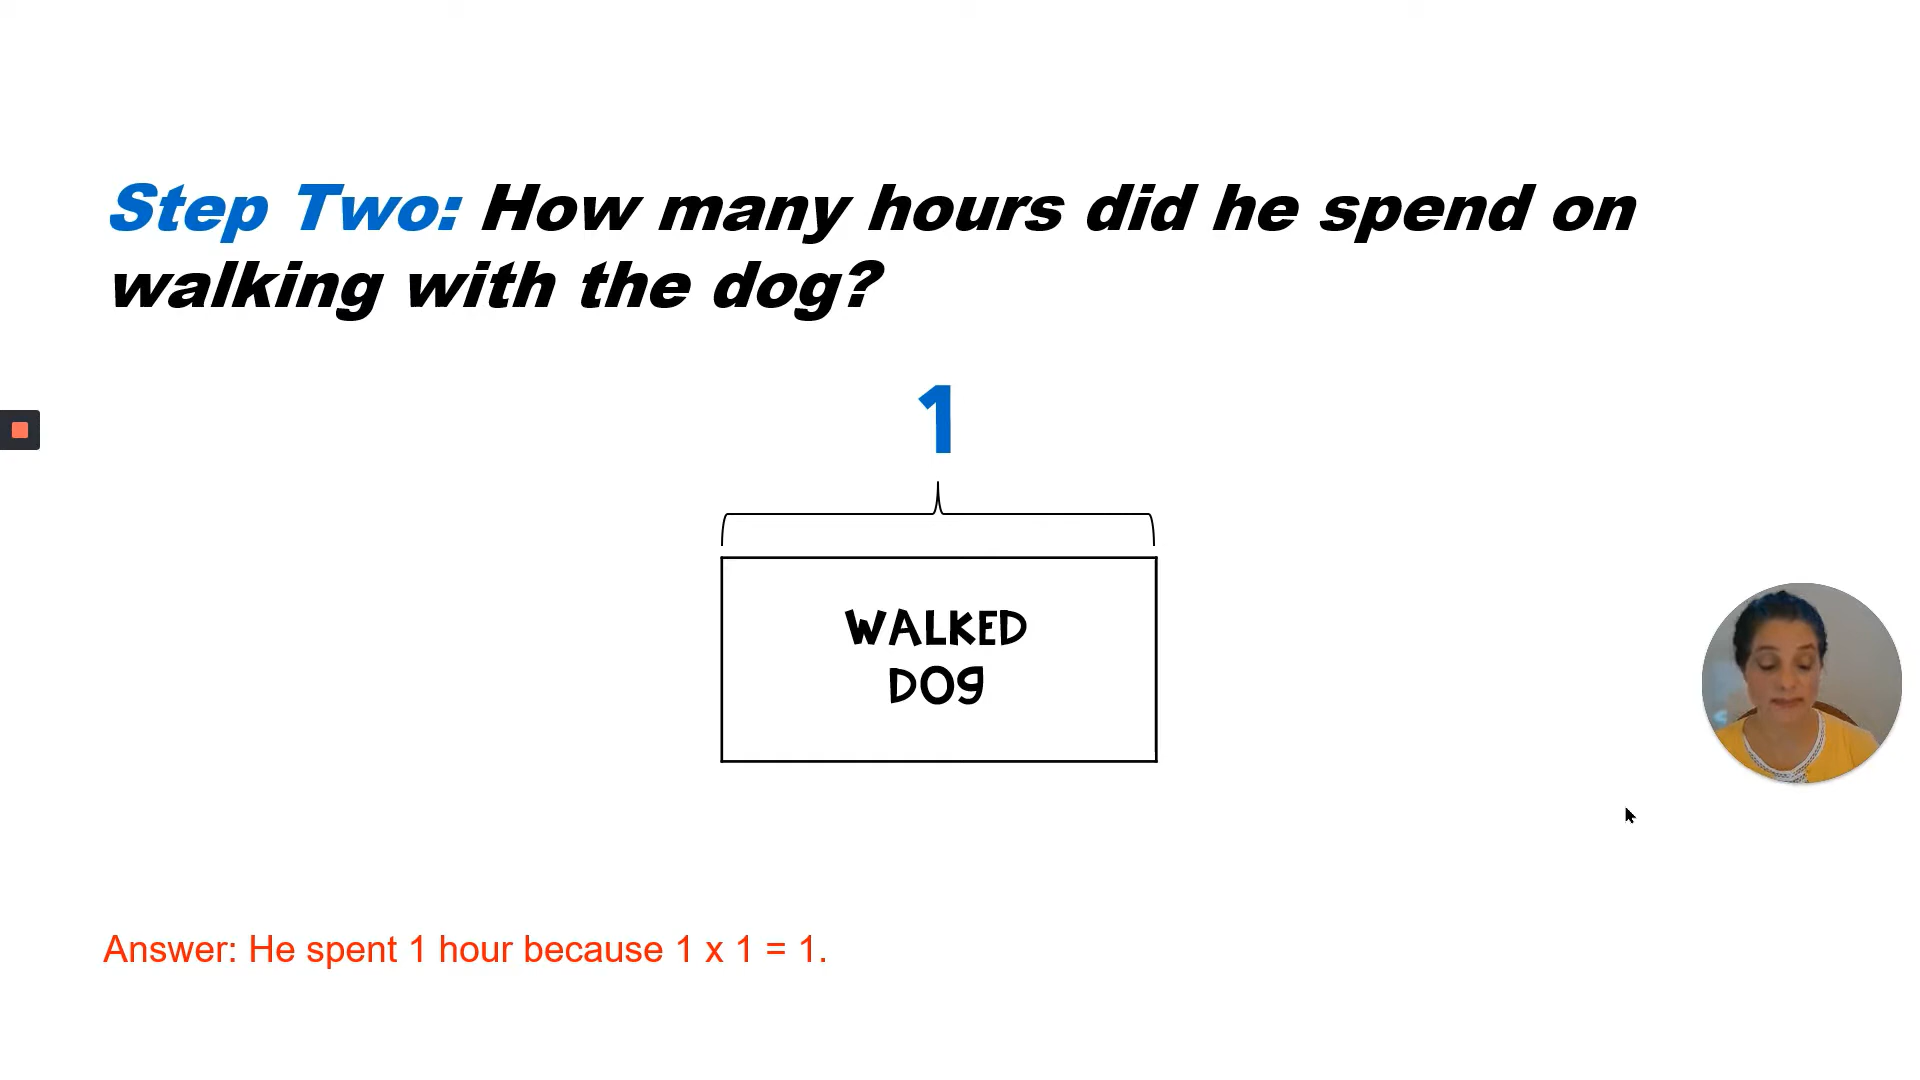 Step Two: How many hours did he spend on
walking with the dog?
1
WALKED
DOg
Answer: He spent 1 hour because 1 x 1 = 1.